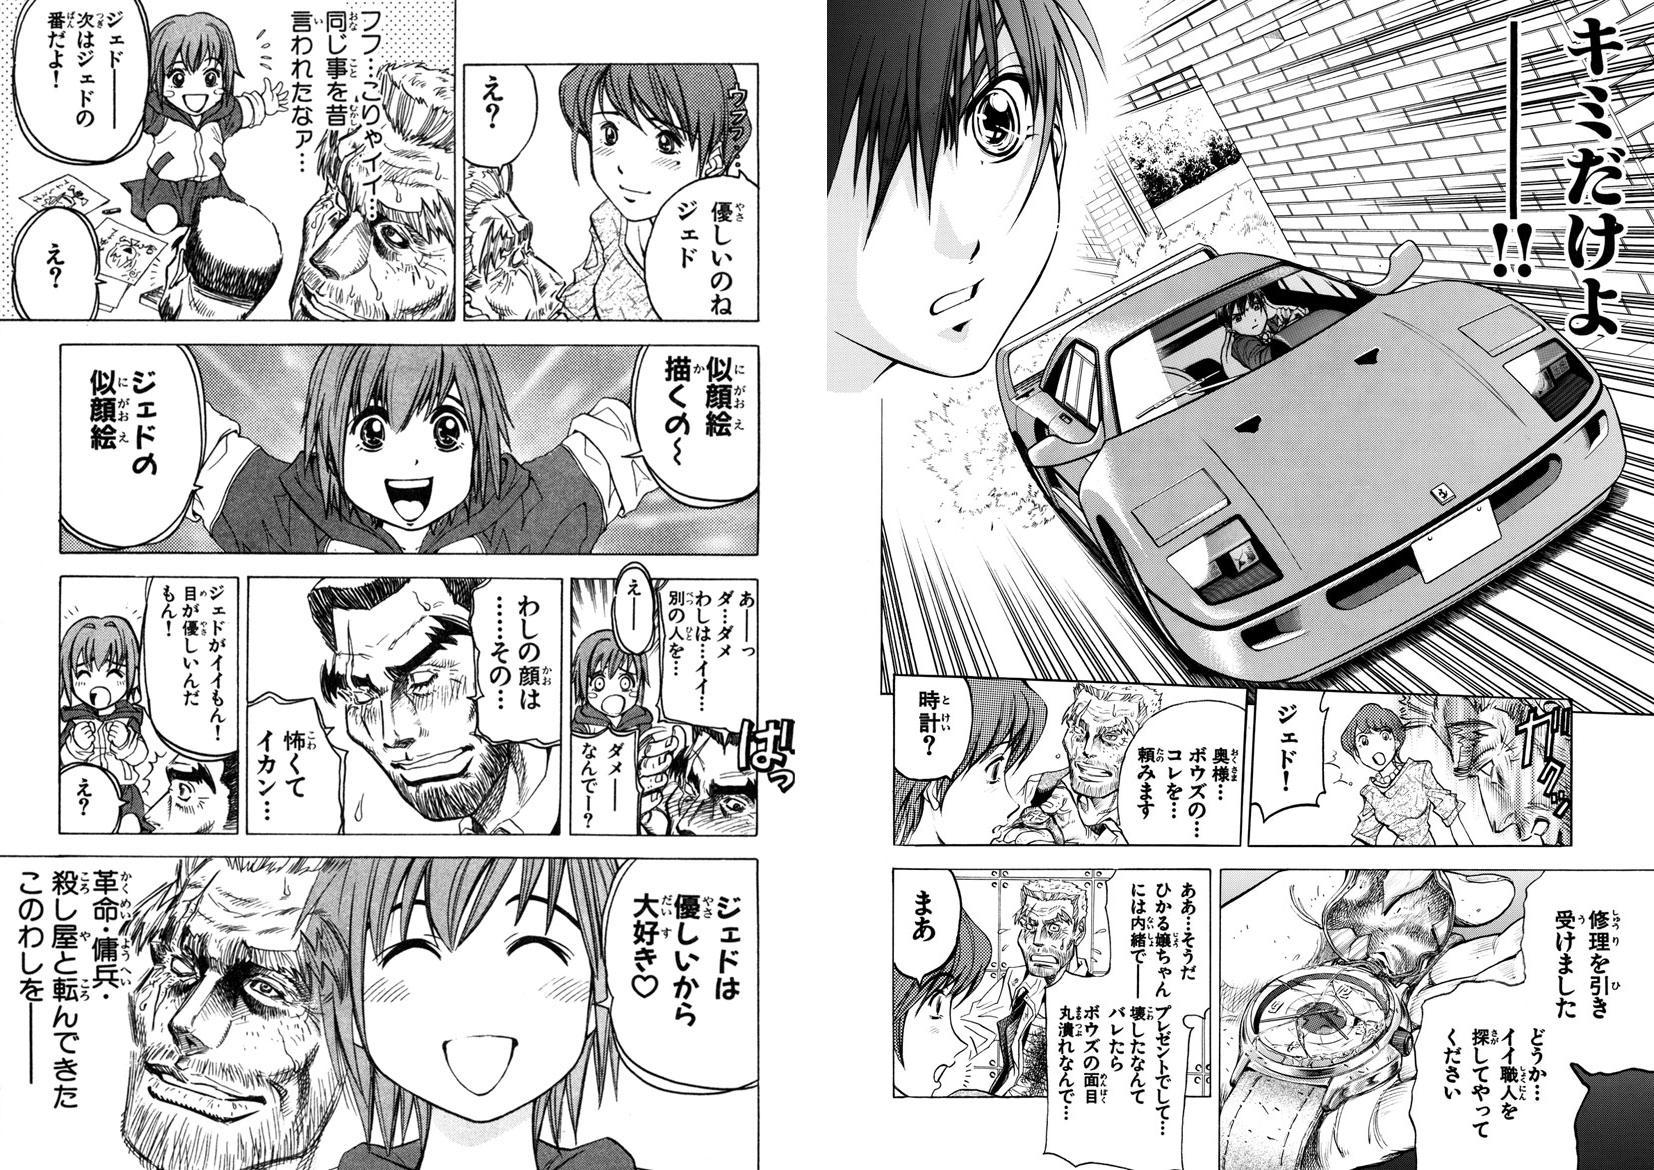 キミだけよ
――!!
ガクガクッ
ジェド!
奥様…
ボウズの…
コレを…
頼みます
時計?
修理を引き
受けました
どうか…
イイ職人を
探してやって
ください
ああ…そうだ
ひかる嬢ちゃん
には内緒で――
プレゼントでして…
壊したなんて
バレたら
ボウズの面目
丸潰れなんで…
まあ
ウフフ…
優しいのね
ジェド
え?
フフ…こりゃイイ…
同じ事を昔
言われたなァ…
ジェド――
次はジェドの
番だよ!
え?
似顔絵
描くの〜
ジェドの
似顔絵
あ――っ
ダ…ダメ
わしは…イイ…
別の人を…
ばっ
え――
ダメ――
なんでー?
わしの顔は
……その…
怖くて
イカン…
ジェドがイイもん!
目が優しいんだ
もん!
え?
ジェドは
優しいから
大好き♡
革命・傭兵・
殺し屋と転んできた
このわしを――